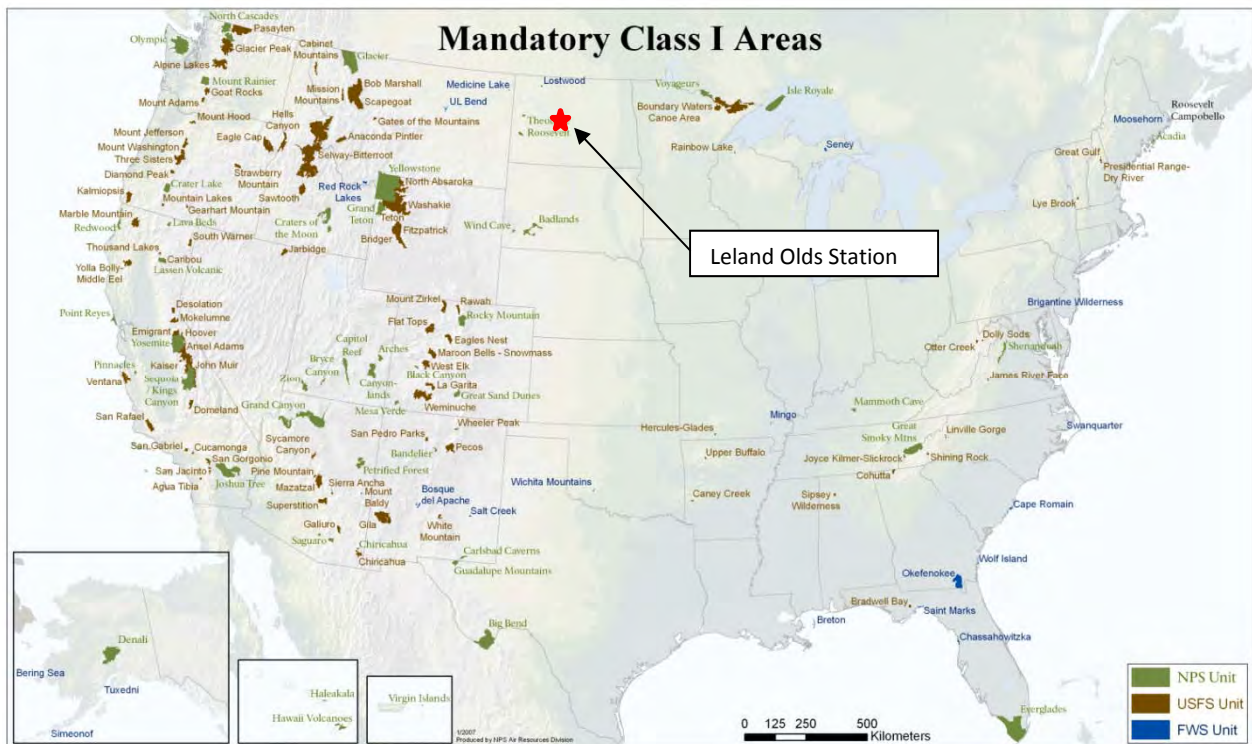 Mandatory Class I Areas
North Cascades
Pasayten
Olympic
Glacier Peak
Alpine Lakes
Mount Rainier
Goat Rocks
Mount Adams
Cabinet
Mountains
Glacier
Mission
Mountains
Bob Marshall
Scapegoat
Medicine Lake
UL Bend
Lostwood
Gates of the Mountains
Theo
Roosevelt
Voyageurs
Isle Royale
Boundary Waters
Canoe Area
Rainbow Lake
Seney
Moosehorn
Roosevelt
Campobello
Acadia
Great Gulf
Presidential Range-
Dry River
Lye Brook
Mount Hood
Hells
Canyon
Mount Jefferson
Eagle Cap
Anaconda Pintler
Mount Washington
Three Sisters
Selway-Bitterroot
Diamond Peak
Strawberry
Mountain
Yellowstone
Red Rock
Lakes
North Absaroka
Kalmiopsis
Crater Lake
Mountain Lakes
Sawtooth
Grand
Teton
Washakie
Gearhart Mountain
Teton
Marble Mountain
Redwood
Lava Beds
Craters of
the Moon
Fitzpatrick
Bridger
Wind Cave
Badlands
Leland Olds Station
Thousand Lakes
South Warner
Jarbidge
Yolla Bolly-
Middle Eel
Caribou
Lassen Volcanic
Point Reyes
Desolation
Mokelumne
Emigrant
Hoover
Yosemite
Ansel Adams
Pinnacles
Kaiser
John Muir
Ventana
Sequoia
Kings
Canyon
San Rafael
Domeland
Mount Zirkel
Rawah
Rocky Mountain
Flat Tops
Eagles Nest
Capitol
Reef
Arches
Maroon Bells - Snowmass
Bryce
Canyon
West Elk
Black Canyon
Zion
Canyon-
lands
La Garita
Great Sand Dunes
Mesa Verde
Weminuche
Grand Canyon
Wheeler Peak
San Pedro Parks
Sycamore
Canyon
Pecos
Bandelier
San Gabriel
Cucamonga
San Gorgonio
Pine Mountain
Petrified Forest
San Jacinto
Joshua Tree
Agua Tibia
Mazatzal
Sierra Ancha
Mount
Baldy
Bosque
del Apache
Superstition
Salt Creek
Galiuro
Gila
White
Mountain
Saguaro
Chiricahua
Chiricahua
Carlsbad Caverns
Guadalupe Mountains
Big Bend
Wichita Mountains
Hercules-Glades
Mingo
Upper Buffalo
Caney Creek
Sipsey
Wilderness
Mammoth Cave
Great
Smoky Mtns
Joyce Kilmer-Slickrock
Cohutta
Linville Gorge
Shining Rock
Brigantine Wilderness
Dolly Sods
Otter Creek
Shenandoah
James River Face
Swanquarter
Cape Romain
Wolf Island
Okefenokee
Bradwell Bay
Saint Marks
Breton
Chassahowitzka
Everglades
Denali
Bering Sea
Tuxedni
Simeonof
Haleakala
Hawaii Volcanoes
Virgin Islands
1/2007
Produced by NPS Air Resources Division
0 125 250 500
Kilometers
NPS Unit
USFS Unit
FWS Unit